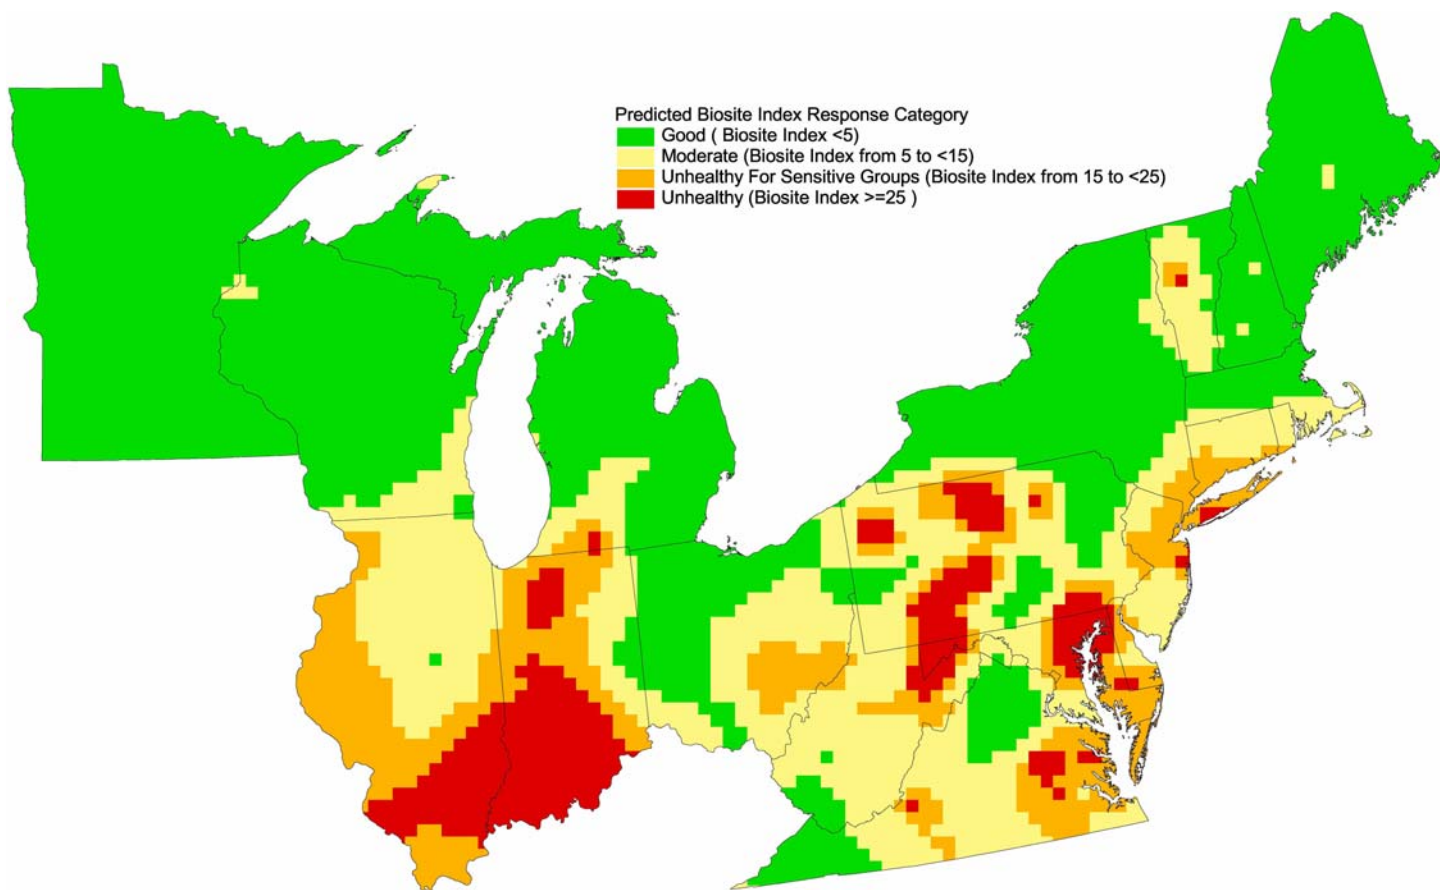 Predicted Biosite Index Response Category
Good ( Biosite Index <5)
Moderate (Biosite Index from 5 to <15)
Unhealthy For Sensitive Groups (Biosite Index from 15 to <25)
Unhealthy (Biosite Index >=25 )